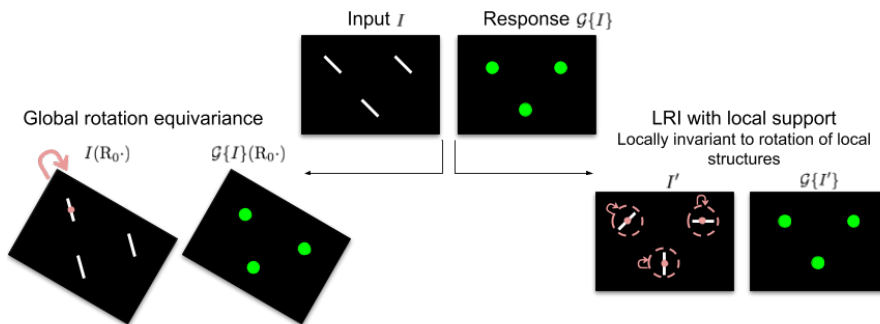 Input I
Response 𝒢{I}
Global rotation equivariance
I(R₀·)
𝒢{I}(R₀·)
LRI with local support
Locally invariant to rotation of local
structures
I′
𝒢{I′}